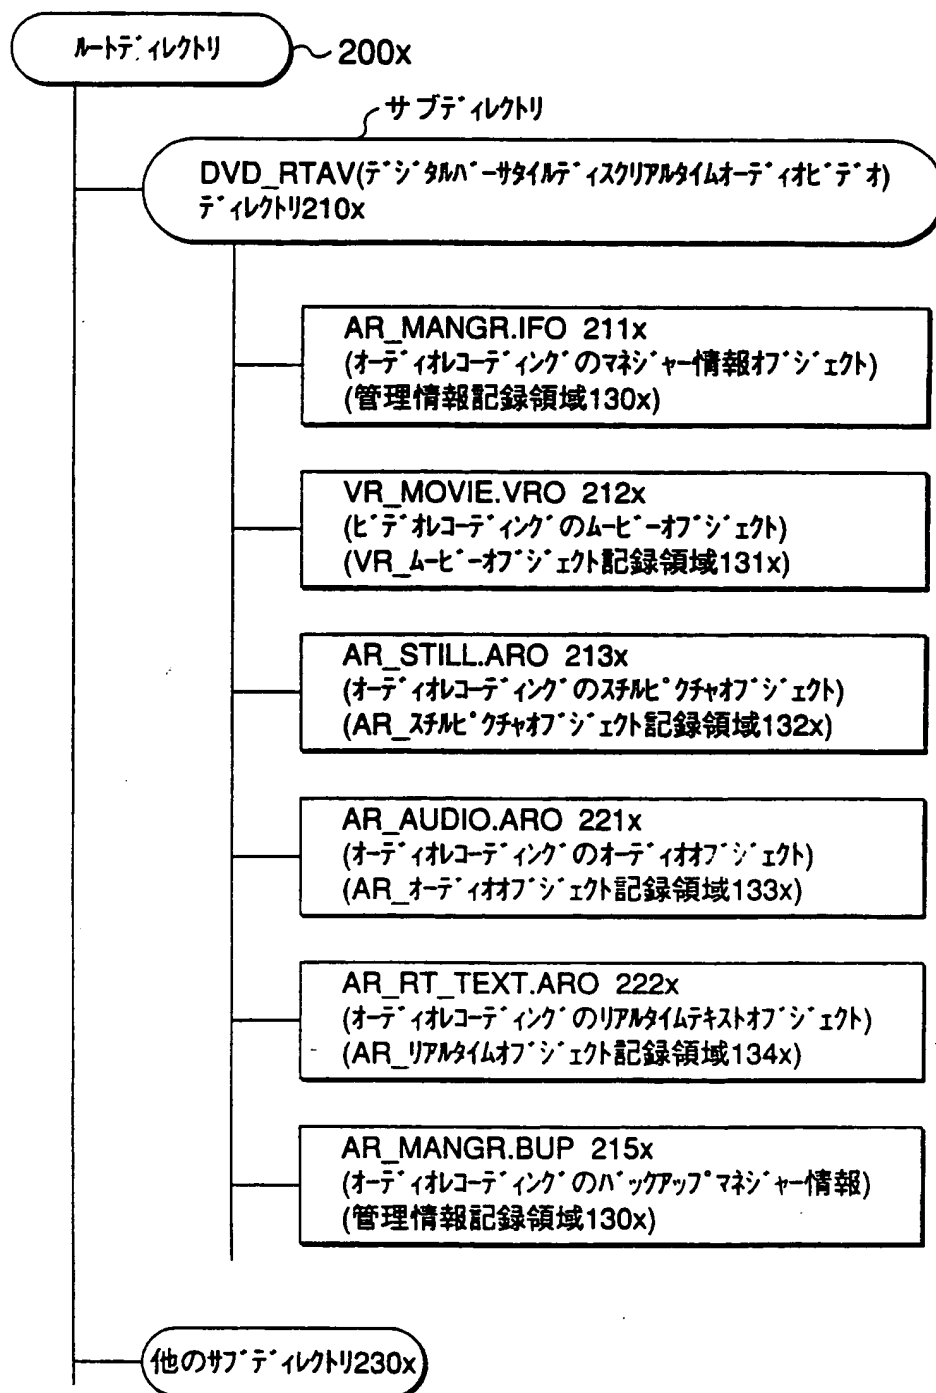 ルートディレクトリ
200x
サブディレクトリ
DVD_RTAV(デジタルバーサタイルディスクリアルタイムオーディオビデオ)
ディレクトリ210x
AR_MANGR.IFO 211x
(オーディオレコーディングのマネジャー情報オブジェクト)
(管理情報記録領域130x)
VR_MOVIE.VRO 212x
(ビデオレコーディングのムービーオブジェクト)
(VR_ムービーオブジェクト記録領域131x)
AR_STILL.ARO 213x
(オーディオレコーディングのスチルピクチャオブジェクト)
(AR_スチルピクチャオブジェクト記録領域132x)
AR_AUDIO.ARO 221x
(オーディオレコーディングのオーディオオブジェクト)
(AR_オーディオオブジェクト記録領域133x)
AR_RT_TEXT.ARO 222x
(オーディオレコーディングのリアルタイムテキストオブジェクト)
(AR_リアルタイムオブジェクト記録領域134x)
AR_MANGR.BUP 215x
(オーディオレコーディングのバックアップマネジャー情報)
(管理情報記録領域130x)
他のサブディレクトリ230x